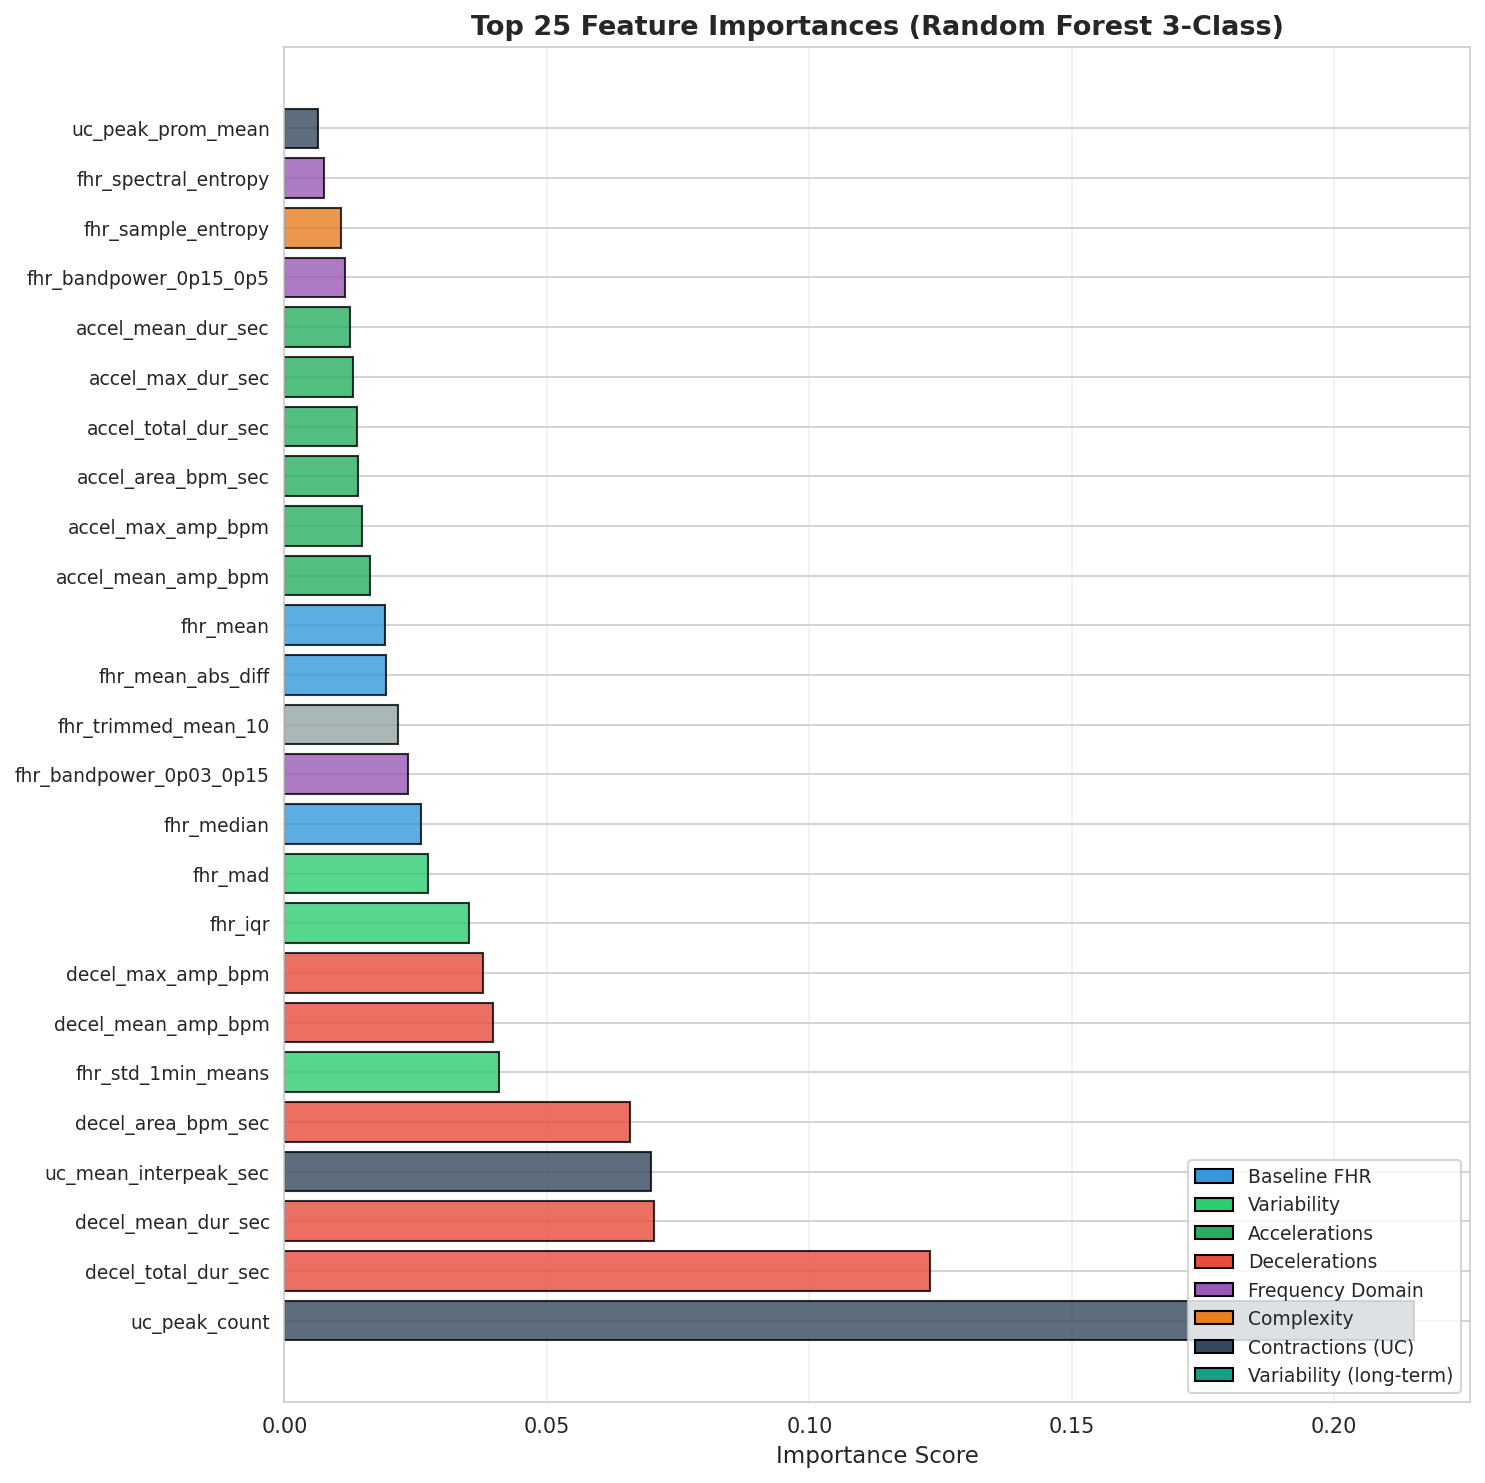 Top 25 Feature Importances (Random Forest 3-Class)
uc_peak_prom_mean
fhr_spectral_entropy
fhr_sample_entropy
fhr_bandpower_0p15_0p5
accel_mean_dur_sec
accel_max_dur_sec
accel_total_dur_sec
accel_area_bpm_sec
accel_max_amp_bpm
accel_mean_amp_bpm
fhr_mean
fhr_mean_abs_diff
fhr_trimmed_mean_10
fhr_bandpower_0p03_0p15
fhr_median
fhr_mad
fhr_iqr
decel_max_amp_bpm
decel_mean_amp_bpm
fhr_std_1min_means
decel_area_bpm_sec
uc_mean_interpeak_sec
decel_mean_dur_sec
decel_total_dur_sec
uc_peak_count
Baseline FHR
Variability
Accelerations
Decelerations
Frequency Domain
Complexity
Contractions (UC)
Variability (long-term)
0.00 0.05 0.10 0.15 0.20
Importance Score